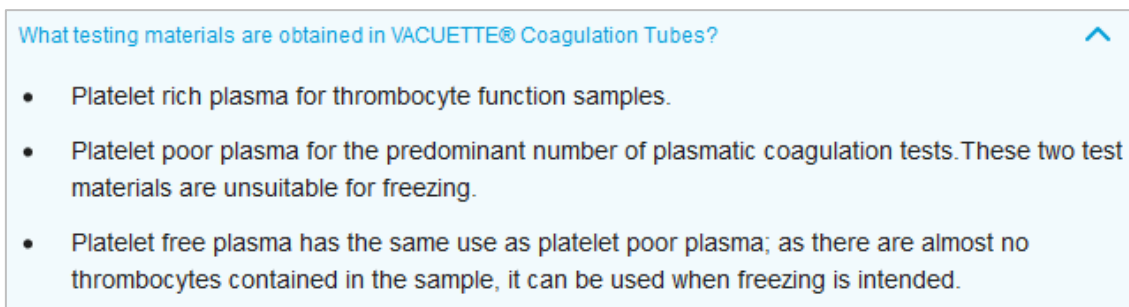 What testing materials are obtained in VACUETTE® Coagulation Tubes?
• Platelet rich plasma for thrombocyte function samples.
• Platelet poor plasma for the predominant number of plasmatic coagulation tests.These two test
materials are unsuitable for freezing.
• Platelet free plasma has the same use as platelet poor plasma; as there are almost no
thrombocytes contained in the sample, it can be used when freezing is intended.